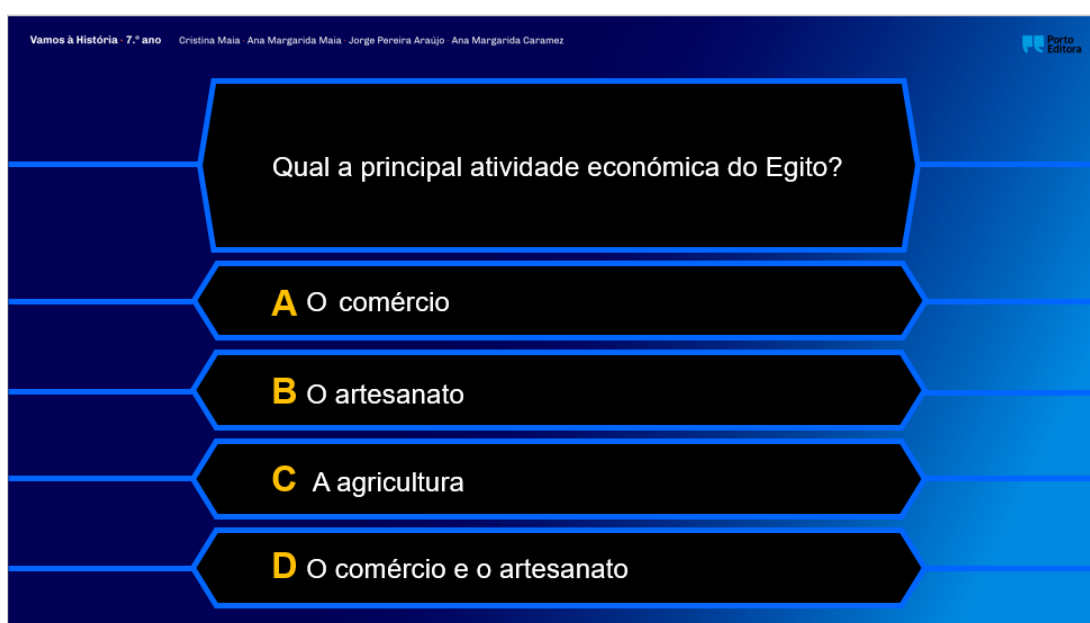 Vamos à História · 7.º ano Cristina Maia · Ana Margarida Maia · Jorge Pereira Araújo · Ana Margarida Caramez
Porto
Editora
Qual a principal atividade económica do Egito?
A O comércio
B O artesanato
C A agricultura
D O comércio e o artesanato